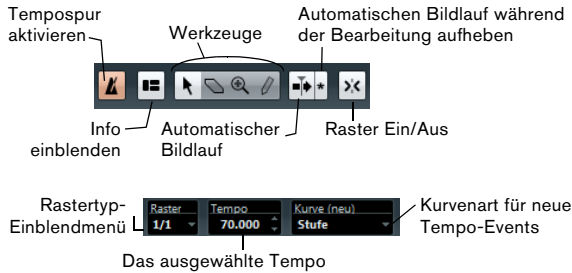 Tempospur
aktivieren
Werkzeuge
Automatischen Bildlauf während
der Bearbeitung aufheben
Info
einblenden
Automatischer
Bildlauf
Raster Ein/Aus
Rastertyp-
Einblendmenü
Raster
1/1
Tempo
70.000
Kurve (neu)
Stufe
Kurvenart für neue
Tempo-Events
Das ausgewählte Tempo